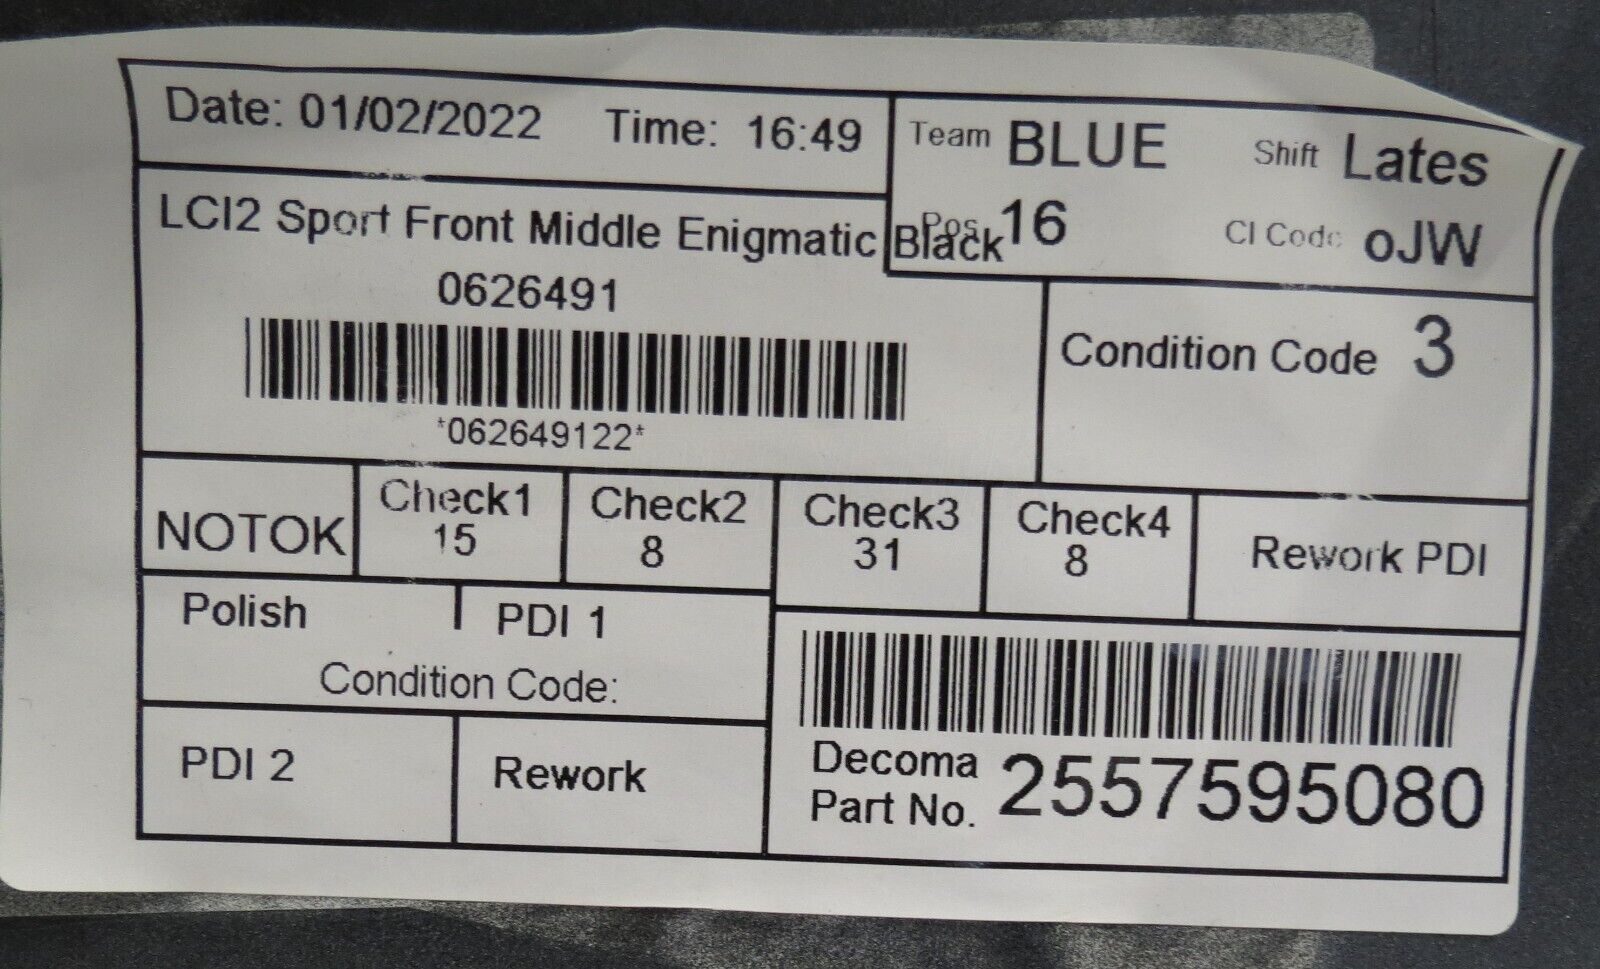 Date: 01/02/2022 Time: 16:49
Team BLUE Shift Lates
Pos 16 CI Code oJW
LCI2 Sport Front Middle Enigmatic Black
0626491
*062649122*
Condition Code 3
NOTOK
Check1
15
Check2
8
Check3
31
Check4
8
Rework PDI
Polish
PDI 1
Condition Code:
PDI 2
Rework
Decoma
Part No. 2557595080